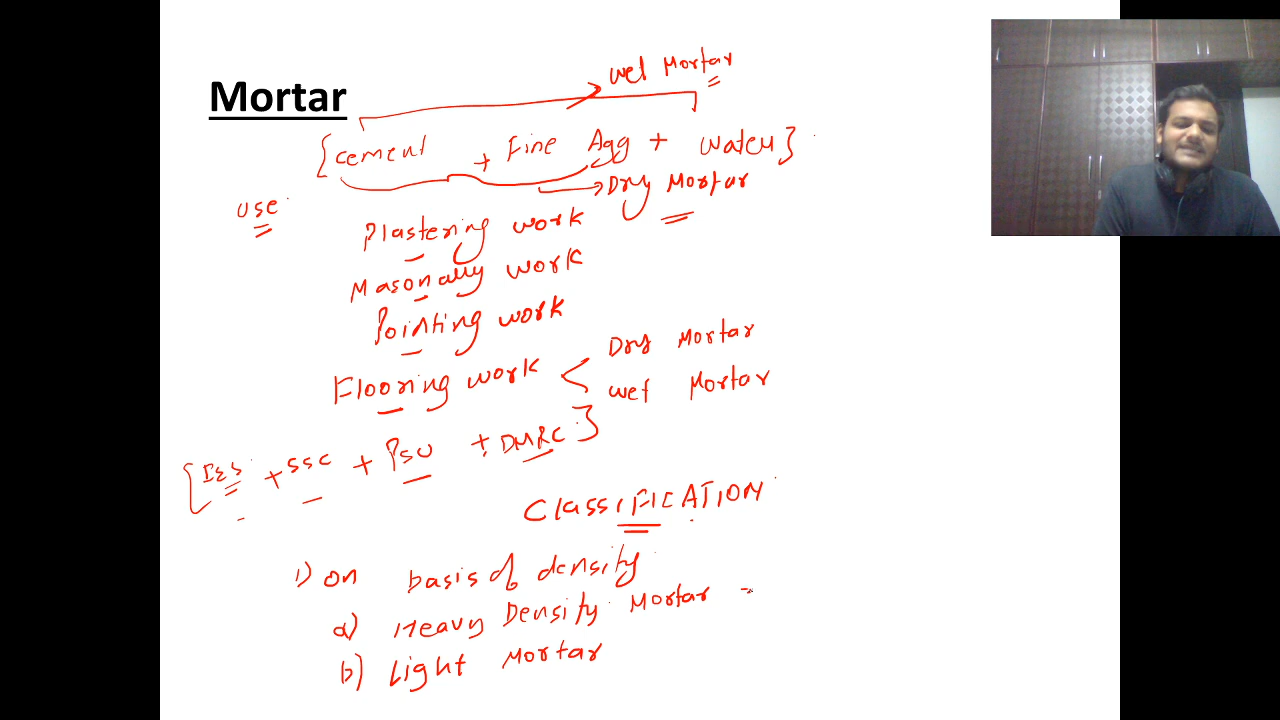 Mortar
wet Mortar
{cement + Fine Agg + Water}
Dry Mortar
use
Plastering work
Masonally work
Pointing work
Flooring work < Dry Mortar
wet Mortar
[IES + SSC + PSU + DMRC]
CLASSIFICATION
1) on basis of density
a) Heavy Density Mortar -
b) Light Mortar